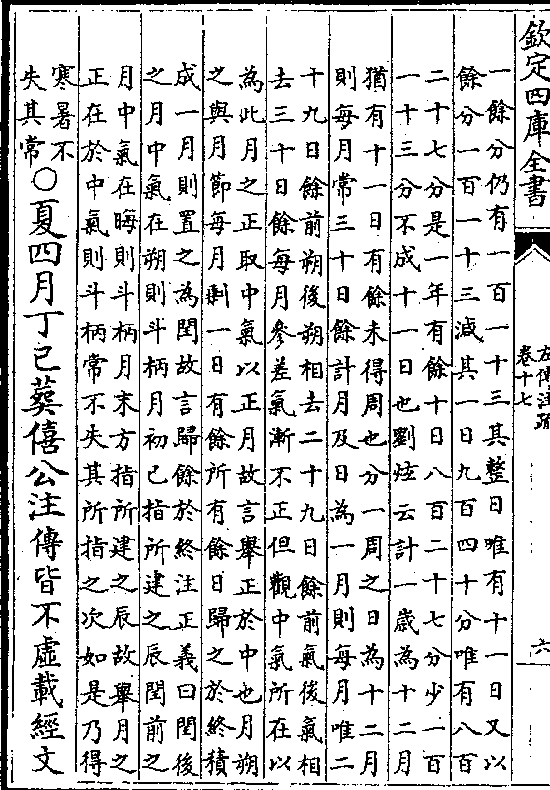 欽定四庫全書
左傳注疏
卷十七
六
一餘分仍有一百一十三其整日唯有十一日又以
餘分一百一十三減其一日九百四十分唯有八百
二十七分是一年有餘十日八百二十七分少一百
一十三分不成十一日也劉炫云計一歲為十二月
猶有十一日有餘未得周也分一周之日為十二月
則每月常三十日餘計月及日為一月則每月唯二
十九日餘前朔後朔相去二十九日餘前氣後氣相
去三十日餘每月參差氣漸不正但觀中氣所在以
為此月之正取中氣以正月故言舉正於中也月朔
之與月節每月剰一日有餘所有餘日歸之於終積
成一月則置之為閏故言歸餘於終注正義曰閏後
之月中氣在朔則斗柄月初已指所建之辰閏前之
月中氣在晦則斗柄月末方指所建之辰故舉月之
正在於中氣則斗柄常不失其所指之次如是乃得
寒暑不
失其常
○夏四月丁已葬僖公注傳皆不虛載經文